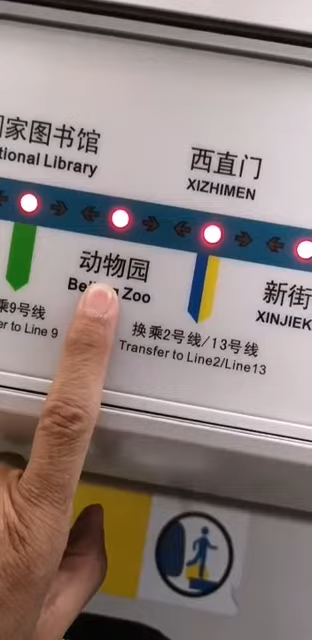 家图书馆
tional Library
西直门
XIZHIMEN
动物园
Zoo
乘9号线
er to Line 9
换乘2号线/13号线
Transfer to Line2/Line13
新街
XINJIEK